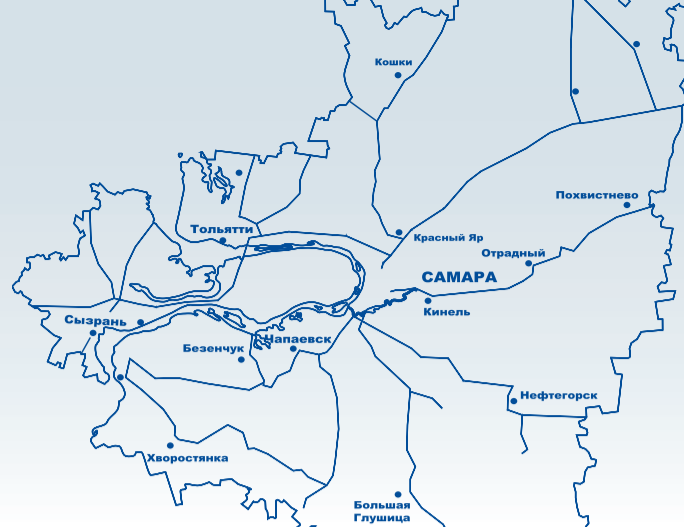 Кошки
Похвистнево
Тольятти
Красный Яр
Отрадный
САМАРА
Кинель
Сызрань
Чапаевск
Безенчук
Нефтегорск
Хворостянка
Большая
Глушица